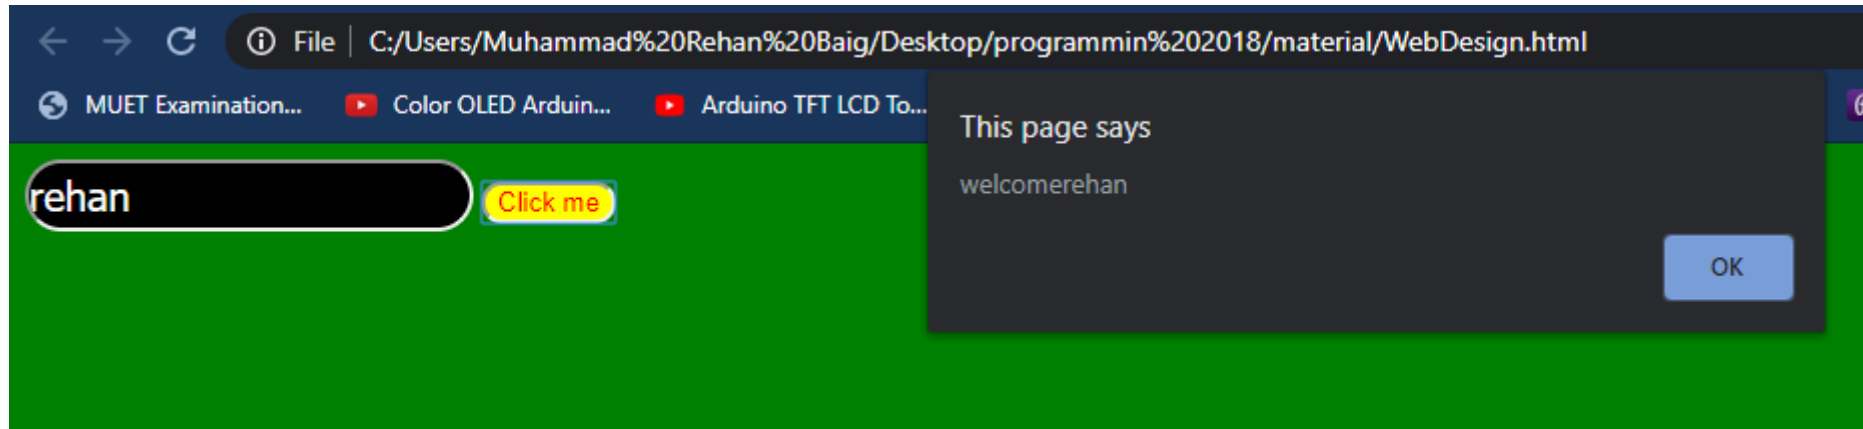 File | C:/Users/Muhammad%20Rehan%20Baig/Desktop/programmin%202018/material/WebDesign.html
MUET Examination... Color OLED Arduin... Arduino TFT LCD To...
This page says
welcomerehan
rehan Click me
OK